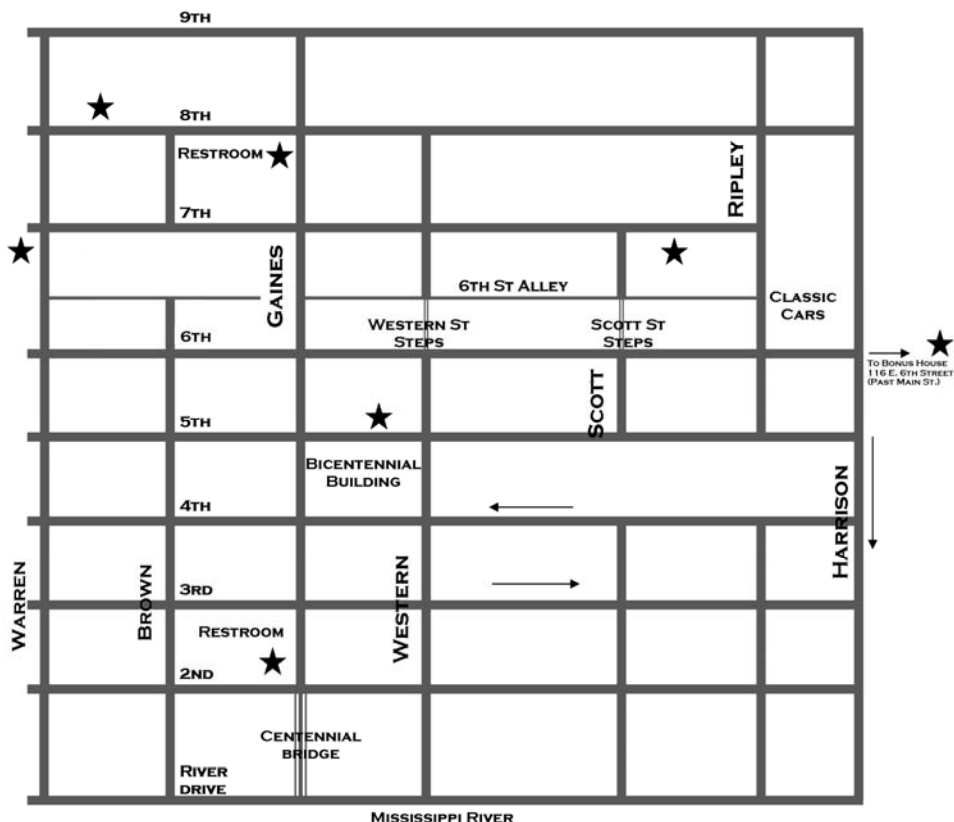 9TH
8TH
RESTROOM
RIPLEY
7TH
GAINES
6TH ST ALLEY
CLASSIC
CARS
WESTERN ST
STEPS
SCOTT ST
STEPS
6TH
TO BONUS HOUSE
116 E. 6TH STREET
(PAST MAIN ST.)
SCOTT
5TH
BICENTENNIAL
BUILDING
4TH
HARRISON
WARREN
BROWN
3RD
WESTERN
RESTROOM
2ND
CENTENNIAL
BRIDGE
RIVER
DRIVE
MISSISSIPPI RIVER